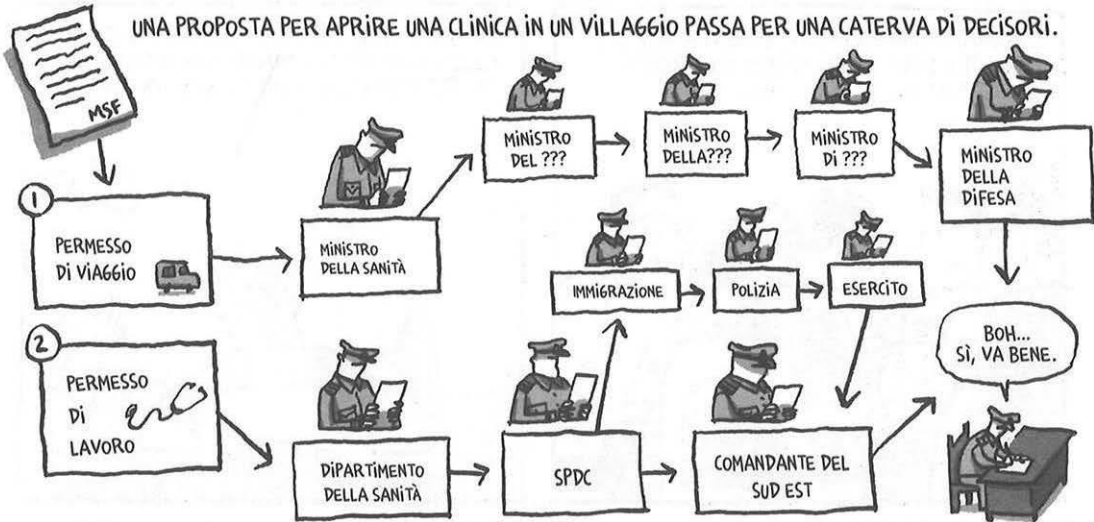 UNA PROPOSTA PER APRIRE UNA CLiNiCA iN UN ViLLAGGiO PASSA PER UNA CATERVA Di DECiSORi.
MSF
1
PERMESSO
Di ViAGGiO
MiNiSTRO
DELLA SANiTÀ
MiNiSTRO
DEL ???
MiNiSTRO
DELLA???
MiNiSTRO
Di ???
MiNiSTRO
DELLA
DiFESA
2
PERMESSO
Di
LAVORO
DiPARTiMENTO
DELLA SANiTÀ
SPDC
iMMiGRAZiONE
POLiZiA
ESERCiTO
COMANDANTE DEL
SUD EST
BOH...
SÌ, VA BENE.